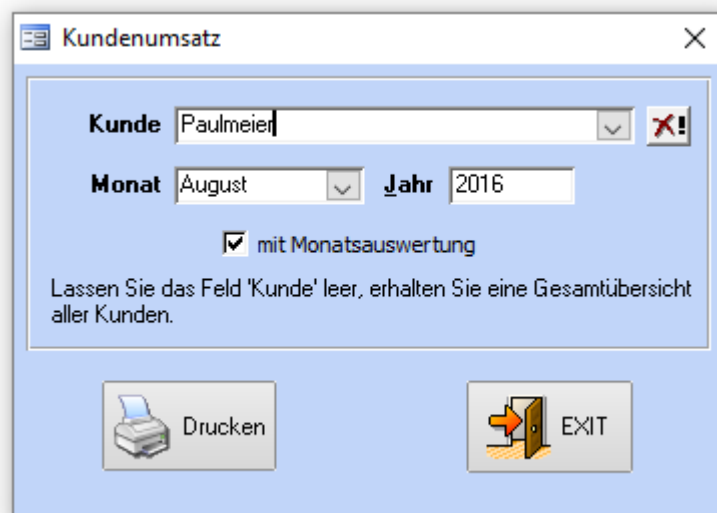 Kundenumsatz
Kunde Paulmeier
Monat August Jahr 2016
mit Monatsauswertung
Lassen Sie das Feld 'Kunde' leer, erhalten Sie eine Gesamtübersicht
aller Kunden.
Drucken EXIT